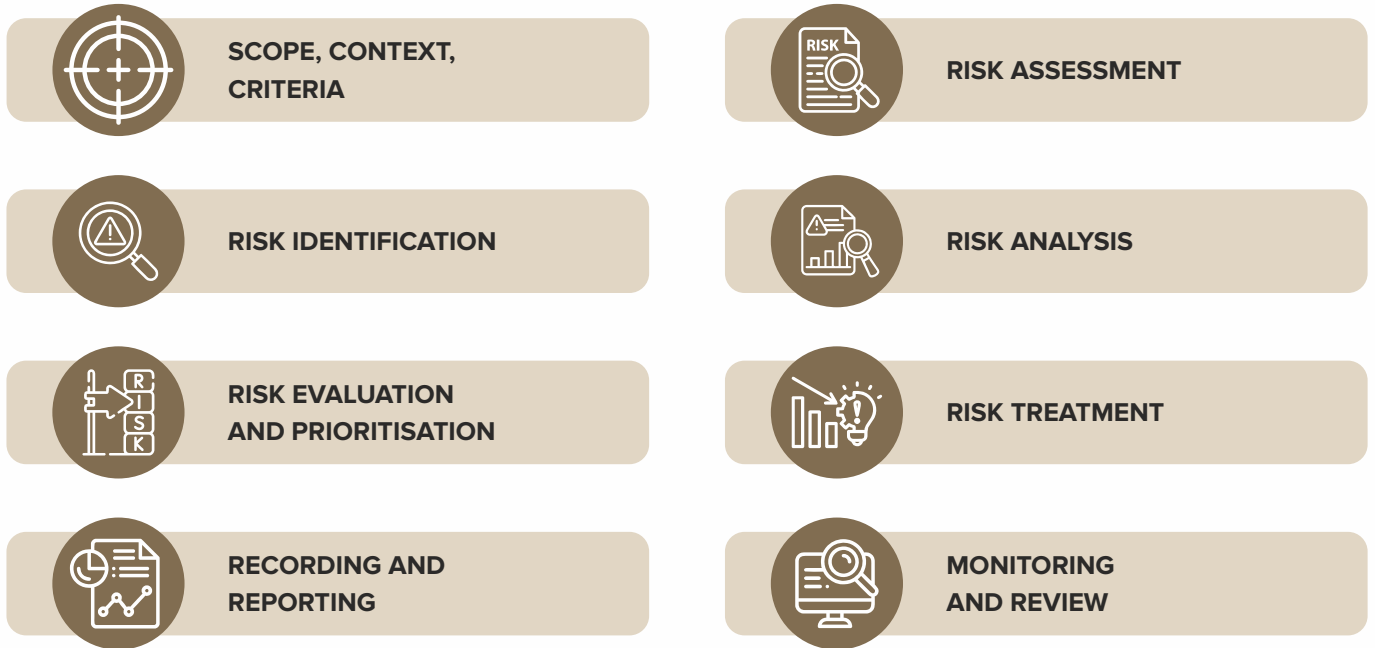 SCOPE, CONTEXT,
CRITERIA
RISK
RISK ASSESSMENT
RISK IDENTIFICATION
RISK ANALYSIS
R
I
S
K
RISK EVALUATION
AND PRIORITISATION
RISK TREATMENT
RECORDING AND
REPORTING
MONITORING
AND REVIEW